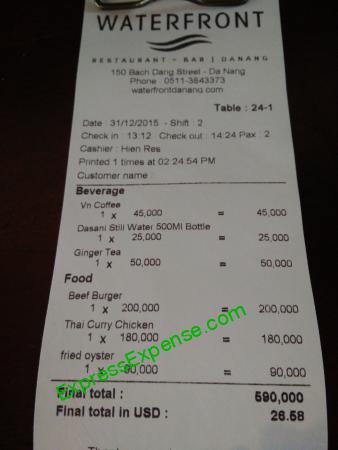 WATERFRONT
RESTAURANT - BAR | DANANG
150 Bach Dang Street - Da Nang
Phone : 0511-3843373
waterfrontdanang.com
Table : 24-1
Date : 31/12/2015 - Shift : 2
Check in : 13:12 Check out : 14:24 Pax : 2
Cashier : Hien Res
Printed 1 times at 02:24:54 PM
Customer name :
Beverage
Vn Coffee
1 x 45,000 = 45,000
Dasani Still Water 500Ml Bottle
1 x 25,000 = 25,000
Ginger Tea
1 x 50,000 = 50,000
Food
Beef Burger
1 x 200,000 = 200,000
Thai Curry Chicken
1 x 180,000 = 180,000
fried oyster
1 x 90,000 = 90,000
Final total : 590,000
Final total in USD : 26.58
ExpressExpense.com